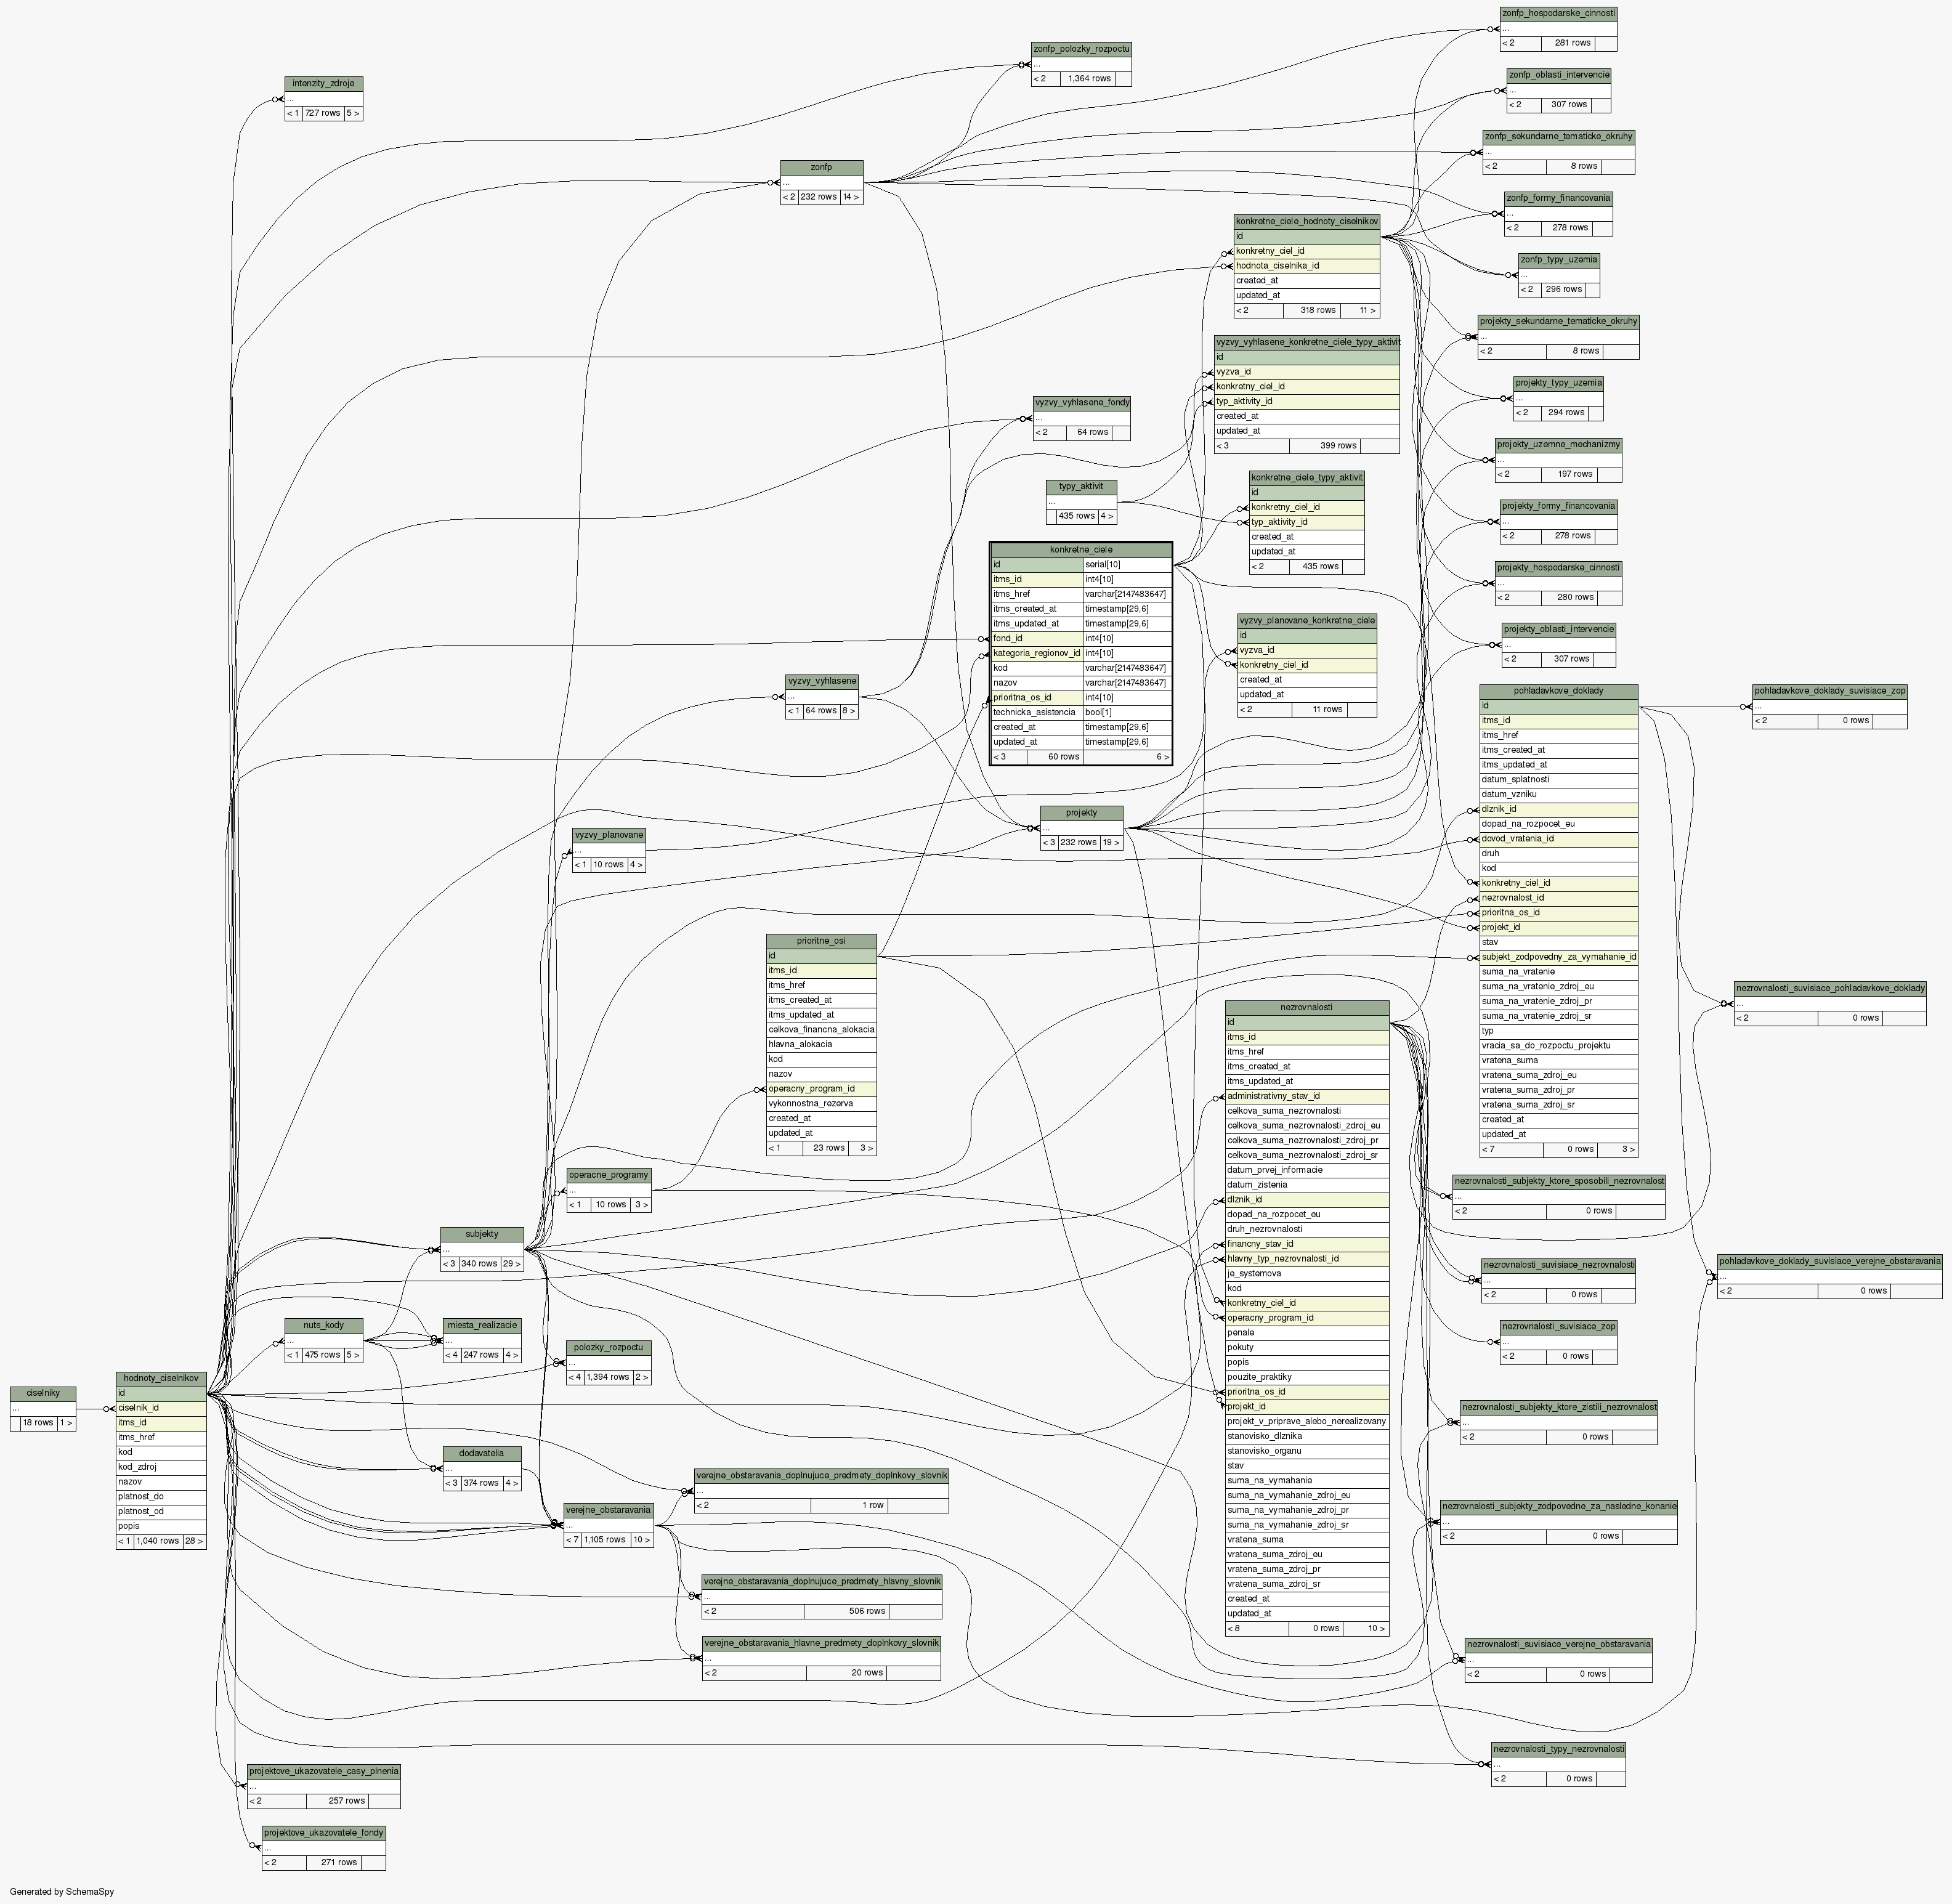 zonfp_hospodarske_cinnosti
...
< 2 281 rows
zonfp_polozky_rozpoctu
...
< 2 1,364 rows
zonfp_oblasti_intervencie
...
< 2 307 rows
intenzity_zdroje
...
< 1 727 rows 5 >
zonfp_sekundarne_tematicke_okruhy
...
< 2 8 rows
zonfp
...
< 2 232 rows 14 >
zonfp_formy_financovania
...
< 2 278 rows
konkretne_ciele_hodnoty_ciselnikov
id
konkretny_ciel_id
hodnota_ciselnika_id
created_at
updated_at
< 2 318 rows 11 >
zonfp_typy_uzemia
...
< 2 296 rows
projekty_sekundarne_tematicke_okruhy
...
< 2 8 rows
vyzvy_vyhlasene_konkretne_ciele_typy_aktivit
id
vyzva_id
konkretny_ciel_id
typ_aktivity_id
created_at
updated_at
< 3 399 rows
projekty_typy_uzemia
...
< 2 294 rows
vyzvy_vyhlasene_fondy
...
< 2 64 rows
projekty_uzemne_mechanizmy
...
< 2 197 rows
typy_aktivit
...
435 rows 4 >
konkretne_ciele_typy_aktivit
id
konkretny_ciel_id
typ_aktivity_id
created_at
updated_at
< 2 435 rows
projekty_formy_financovania
...
< 2 278 rows
konkretne_ciele
id serial[10]
itms_id int4[10]
itms_href varchar[2147483647]
itms_created_at timestamp[29,6]
itms_updated_at timestamp[29,6]
fond_id int4[10]
kategoria_regionov_id int4[10]
kod varchar[2147483647]
nazov varchar[2147483647]
prioritna_os_id int4[10]
technicka_asistencia bool[1]
created_at timestamp[29,6]
updated_at timestamp[29,6]
< 3 60 rows 6 >
projekty_hospodarske_cinnosti
...
< 2 280 rows
vyzvy_planovane_konkretne_ciele
id
vyzva_id
konkretny_ciel_id
created_at
updated_at
< 2 11 rows
projekty_oblasti_intervencie
...
< 2 307 rows
vyzvy_vyhlasene
...
< 1 64 rows 8 >
pohladavkove_doklady
id
itms_id
itms_href
itms_created_at
itms_updated_at
datum_splatnosti
datum_vzniku
dlznik_id
dopad_na_rozpocet_eu
dovod_vratenia_id
druh
kod
konkretny_ciel_id
nezrovnalost_id
prioritna_os_id
projekt_id
stav
subjekt_zodpovedny_za_vymahanie_id
suma_na_vratenie
suma_na_vratenie_zdroj_eu
suma_na_vratenie_zdroj_pr
suma_na_vratenie_zdroj_sr
typ
vracia_sa_do_rozpoctu_projektu
vratena_suma
vratena_suma_zdroj_eu
vratena_suma_zdroj_pr
vratena_suma_zdroj_sr
created_at
updated_at
< 7 0 rows 3 >
pohladavkove_doklady_suvisiace_zop
...
< 2 0 rows
projekty
...
< 3 232 rows 19 >
vyzvy_planovane
...
< 1 10 rows 4 >
prioritne_osi
id
itms_id
itms_href
itms_created_at
itms_updated_at
celkova_financna_alokacia
hlavna_alokacia
kod
nazov
operacny_program_id
vykonnostna_rezerva
created_at
updated_at
< 1 23 rows 3 >
nezrovnalosti_suvisiace_pohladavkove_doklady
...
< 2 0 rows
nezrovnalosti
id
itms_id
itms_href
itms_created_at
itms_updated_at
administrativny_stav_id
celkova_suma_nezrovnalosti
celkova_suma_nezrovnalosti_zdroj_eu
celkova_suma_nezrovnalosti_zdroj_pr
celkova_suma_nezrovnalosti_zdroj_sr
datum_prvej_informacie
datum_zistenia
dlznik_id
dopad_na_rozpocet_eu
druh_nezrovnalosti
financny_stav_id
hlavny_typ_nezrovnalosti_id
je_systemova
kod
konkretny_ciel_id
operacny_program_id
penale
pokuty
popis
pouzite_praktiky
prioritna_os_id
projekt_id
projekt_v_priprave_alebo_nerealizovany
stanovisko_dlznika
stanovisko_organu
stav
suma_na_vymahanie
suma_na_vymahanie_zdroj_eu
suma_na_vymahanie_zdroj_pr
suma_na_vymahanie_zdroj_sr
vratena_suma
vratena_suma_zdroj_eu
vratena_suma_zdroj_pr
vratena_suma_zdroj_sr
created_at
updated_at
< 8 0 rows 10 >
operacne_programy
...
< 1 10 rows 3 >
nezrovnalosti_subjekty_ktore_sposobili_nezrovnalost
...
< 2 0 rows
subjekty
...
< 3 340 rows 29 >
nezrovnalosti_suvisiace_nezrovnalosti
...
< 2 0 rows
pohladavkove_doklady_suvisiace_verejne_obstaravania
...
< 2 0 rows
nuts_kody
...
< 1 475 rows 5 >
miesta_realizacie
...
< 4 247 rows 4 >
nezrovnalosti_suvisiace_zop
...
< 2 0 rows
polozky_rozpoctu
...
< 4 1,394 rows 2 >
ciselniky
...
18 rows 1 >
hodnoty_ciselnikov
id
ciselnik_id
itms_id
itms_href
kod
kod_zdroj
nazov
platnost_do
platnost_od
popis
< 1 1,040 rows 28 >
nezrovnalosti_subjekty_ktore_zistili_nezrovnalost
...
< 2 0 rows
dodavatelia
...
< 3 374 rows 4 >
verejne_obstaravania_doplnujuce_predmety_doplnkovy_slovnik
...
< 2 1 row
verejne_obstaravania
...
< 7 1,105 rows 10 >
nezrovnalosti_subjekty_zodpovedne_za_nasledne_konanie
...
< 2 0 rows
verejne_obstaravania_doplnujuce_predmety_hlavny_slovnik
...
< 2 506 rows
verejne_obstaravania_hlavne_predmety_doplnkovy_slovnik
...
< 2 20 rows
nezrovnalosti_suvisiace_verejne_obstaravania
...
< 2 0 rows
nezrovnalosti_typy_nezrovnalosti
...
< 2 0 rows
projektove_ukazovatele_casy_plnenia
...
< 2 257 rows
projektove_ukazovatele_fondy
...
< 2 271 rows
Generated by SchemaSpy